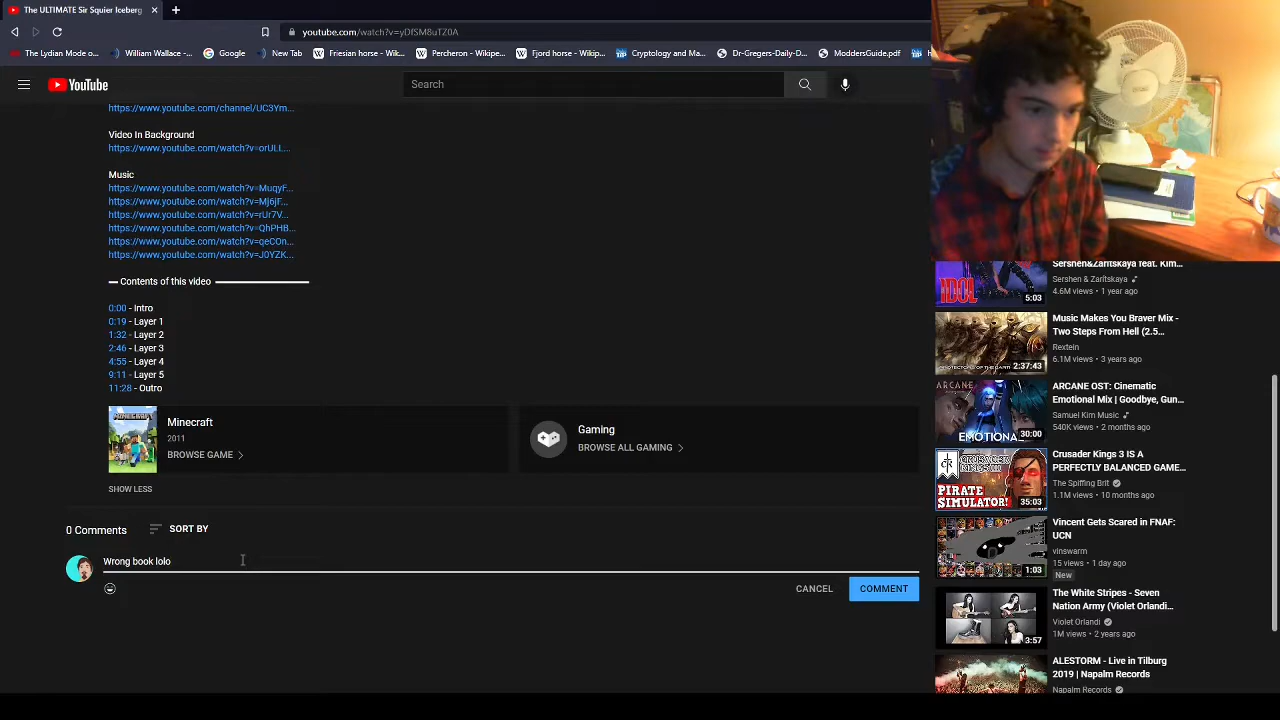 The ULTIMATE Sir Squier Iceberg
youtube.com/watch?v=yDfSM8uTZ0A
The Lydian Mode o...
William Wallace -...
Google
New Tab
Friesian horse - Wiki...
Percheron - Wikipe...
Fjord horse - Wikip...
Cryptology and Ma...
Dr-Gregers-Daily-D...
ModdersGuide.pdf
YouTube
Search
https://www.youtube.com/channel/UC3Ym...
Video In Background
https://www.youtube.com/watch?v=orULL...
Music
https://www.youtube.com/watch?v=MuqyF...
https://www.youtube.com/watch?v=Mj6jF...
https://www.youtube.com/watch?v=rUr7V...
https://www.youtube.com/watch?v=QhPHB...
https://www.youtube.com/watch?v=qeCOn...
https://www.youtube.com/watch?v=J0YZK...
Contents of this video
0:00 - Intro
0:19 - Layer 1
1:32 - Layer 2
2:46 - Layer 3
4:55 - Layer 4
9:11 - Layer 5
11:28 - Outro
MINECRAFT
Minecraft
2011
BROWSE GAME
Gaming
BROWSE ALL GAMING
SHOW LESS
0 Comments
SORT BY
Wrong book lolo
CANCEL
COMMENT
IDOL
5:03
Sershen&Zaritskaya feat. Kim...
Sershen & Zaritskaya
4.6M views • 1 year ago
2:37:43
Music Makes You Braver Mix -
Two Steps From Hell (2.5...
Rextein
6.1M views • 3 years ago
ARCANE
EMOTIONAL
30:00
ARCANE OST: Cinematic
Emotional Mix | Goodbye, Gun...
Samuel Kim Music
540K views • 2 months ago
PIRATE
SIMULATOR!
35:03
Crusader Kings 3 IS A
PERFECTLY BALANCED GAME...
The Spiffing Brit
1.1M views • 10 months ago
1:03
Vincent Gets Scared in FNAF:
UCN
vinswarm
15 views • 1 day ago
New
3:57
The White Stripes - Seven
Nation Army (Violet Orlandi...
Violet Orlandi
1M views • 2 years ago
ALESTORM - Live in Tilburg
2019 | Napalm Records
Napalm Records